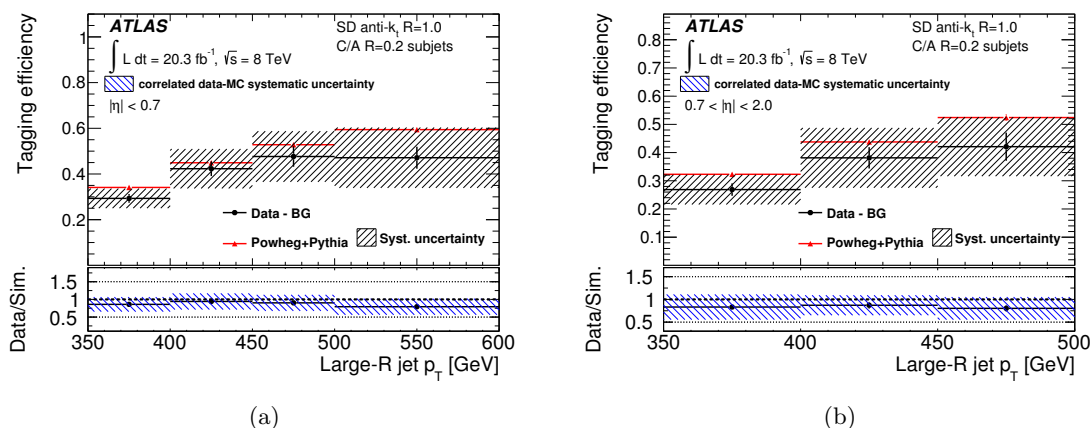 ATLAS
SD anti-k_t R=1.0
C/A R=0.2 subjets
∫ L dt = 20.3 fb⁻¹, √s = 8 TeV
correlated data-MC systematic uncertainty
|η| < 0.7
Tagging efficiency
1
0.8
0.6
0.4
0.2
Data - BG
Powheg+Pythia
Syst. uncertainty
Data/Sim.
1.5
1
0.5
350 400 450 500 550 600
Large-R jet p_T [GeV]
(a)
ATLAS
SD anti-k_t R=1.0
C/A R=0.2 subjets
∫ L dt = 20.3 fb⁻¹, √s = 8 TeV
correlated data-MC systematic uncertainty
0.7 < |η| < 2.0
Tagging efficiency
0.8
0.7
0.6
0.5
0.4
0.3
0.2
0.1
Data - BG
Powheg+Pythia
Syst. uncertainty
Data/Sim.
1.5
1
0.5
350 400 450 500
Large-R jet p_T [GeV]
(b)